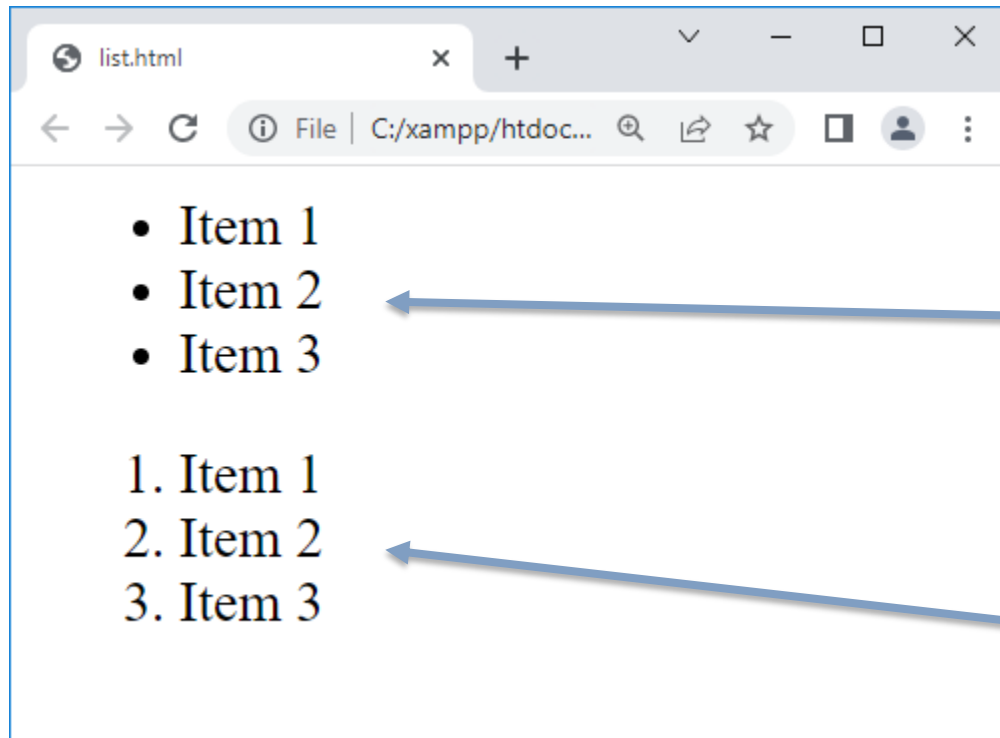 list.html
File C:/xampp/htdoc...
• Item 1
• Item 2
• Item 3
1. Item 1
2. Item 2
3. Item 3